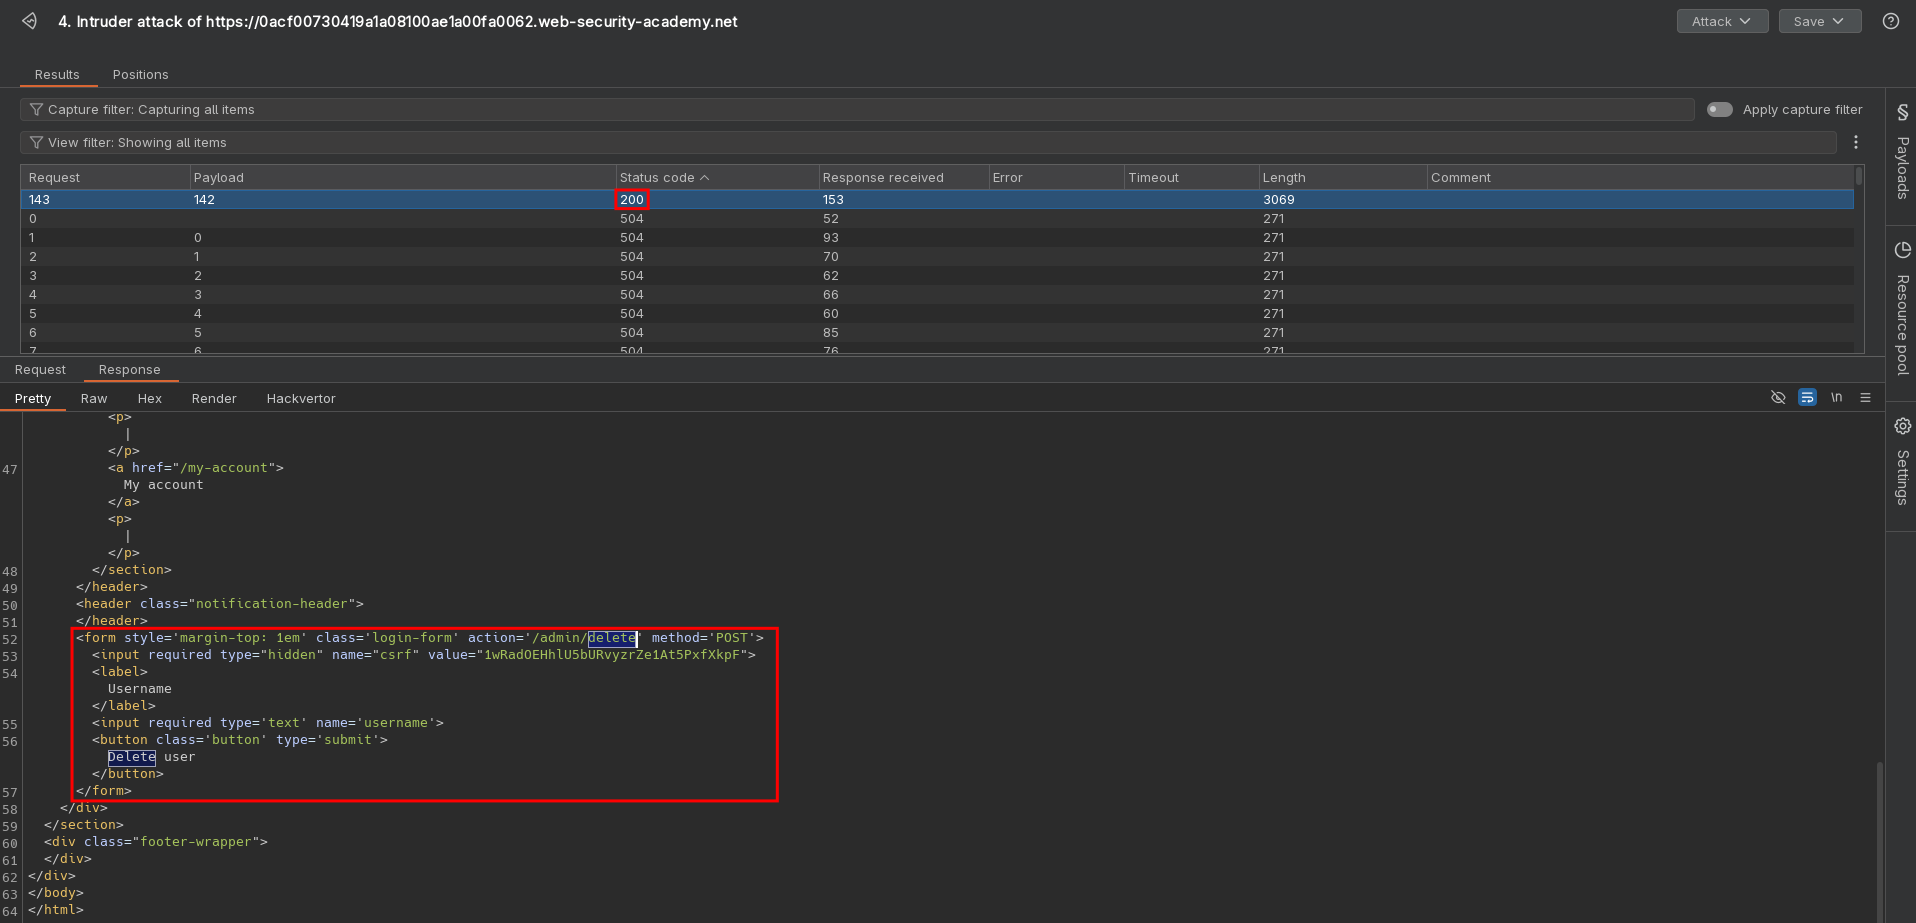 4. Intruder attack of https://0acf00730419a1a08100ae1a00fa0062.web-security-academy.net
Attack
Save
Results Positions
Capture filter: Capturing all items
Apply capture filter
View filter: Showing all items
Request Payload Status code Response received Error Timeout Length Comment
143 142 200 153 3069
0 504 52 271
1 0 504 93 271
2 1 504 70 271
3 2 504 62 271
4 3 504 66 271
5 4 504 60 271
6 5 504 85 271
7 6 504 76 271
Payloads
Resource pool
Settings
Request Response
Pretty Raw Hex Render Hackvertor \n
<p>
|
</p>
47 <a href="/my-account">
My account
</a>
<p>
|
</p>
48 </section>
49 </header>
50 <header class="notification-header">
51 </header>
52 <form style='margin-top: 1em' class='login-form' action='/admin/delete' method='POST'>
53 <input required type="hidden" name="csrf" value="1wRadOEHhlU5bURvyzrZe1At5PxfXkpF">
54 <label>
Username
</label>
55 <input required type='text' name='username'>
56 <button class='button' type='submit'>
Delete user
</button>
57 </form>
58 </div>
59 </section>
60 <div class="footer-wrapper">
61 </div>
62 </div>
63 </body>
64 </html>